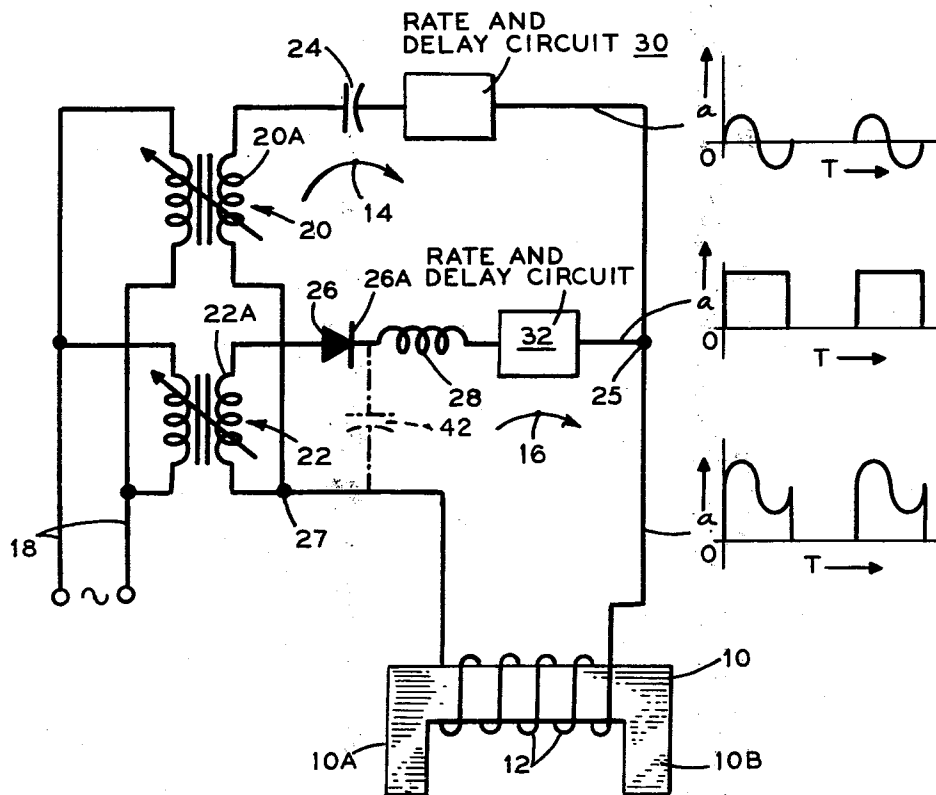 RATE AND
DELAY CIRCUIT 30
24
20A
20
14
a
0
T
RATE AND
DELAY CIRCUIT
26
26A
32
22A
28
25
a
0
T
42
16
22
27
18
a
0
T
~
10
10A
12
10B